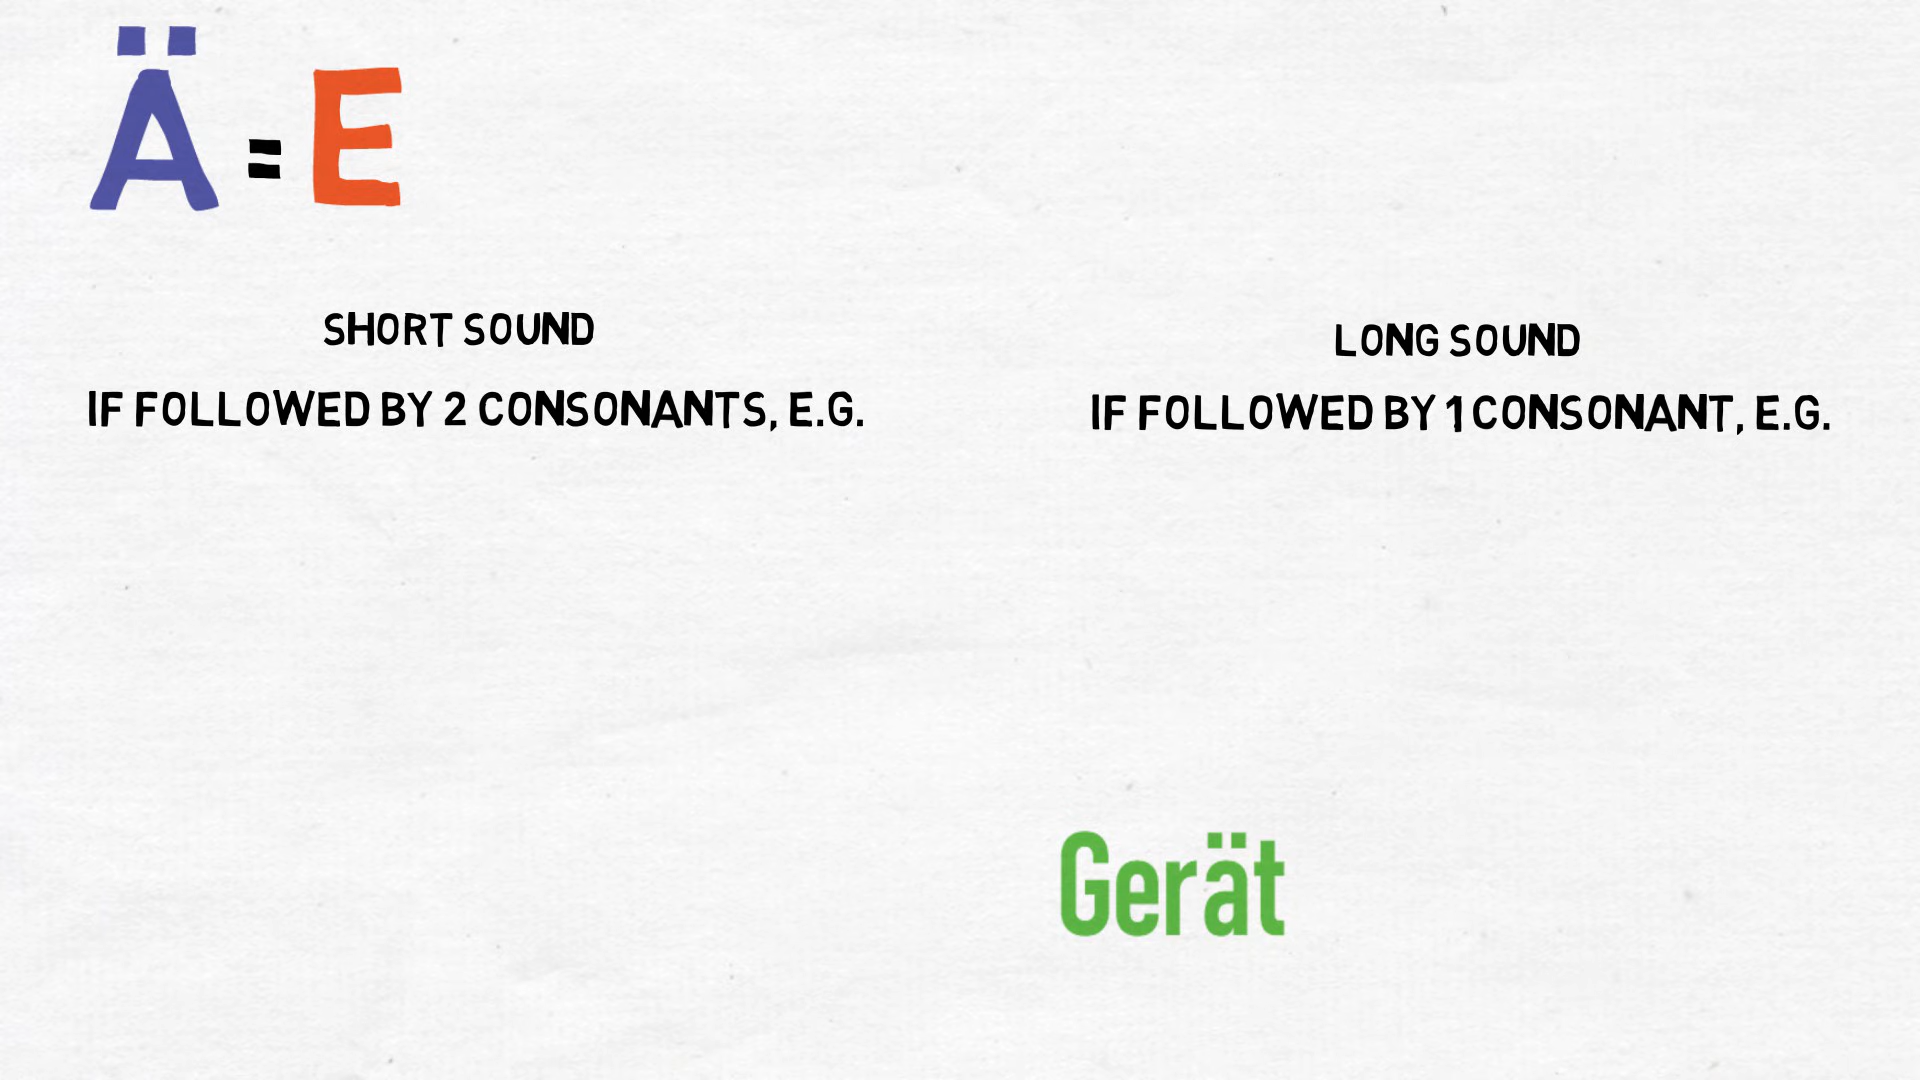 Ä = E
SHORT SOUND
IF FOLLOWED BY 2 CONSONANTS, E.G.
LONG SOUND
IF FOLLOWED BY 1 CONSONANT, E.G.
Gerät